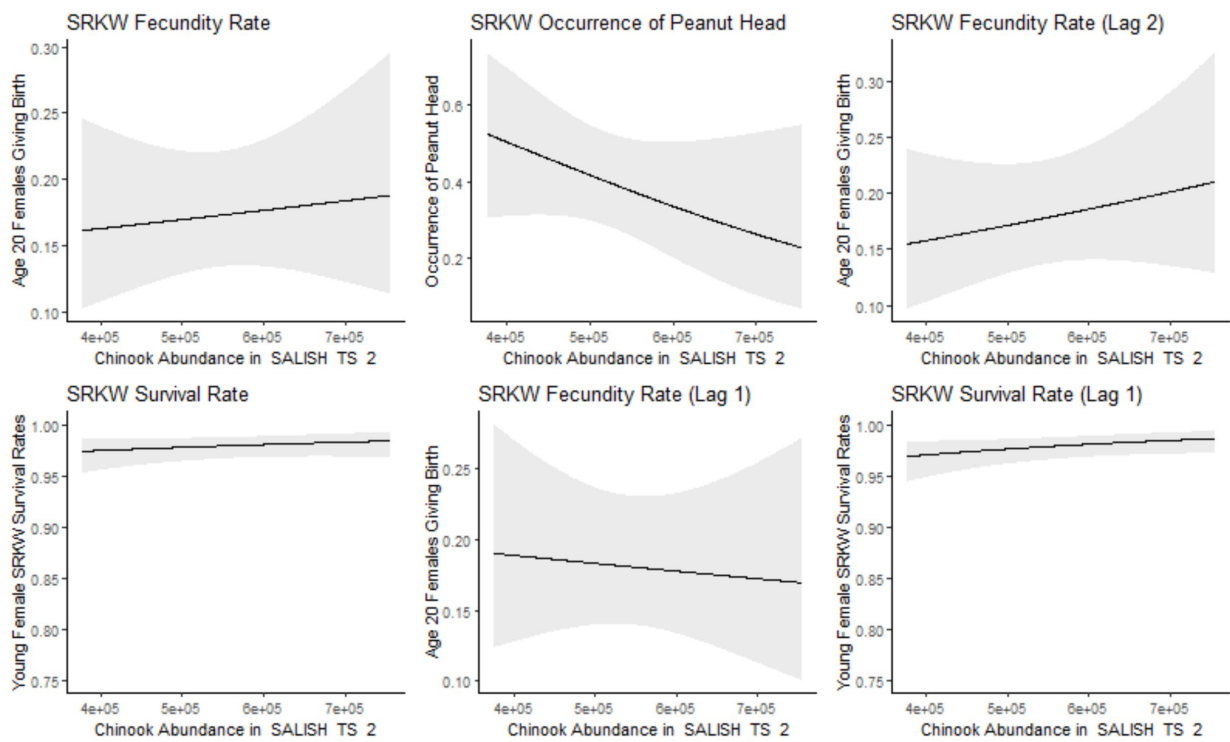 SRKW Fecundity Rate
Age 20 Females Giving Birth
0.30
0.25
0.20
0.15
0.10
4e+05 5e+05 6e+05 7e+05
Chinook Abundance in SALISH TS 2
SRKW Occurrence of Peanut Head
Occurrence of Peanut Head
0.6
0.4
0.2
4e+05 5e+05 6e+05 7e+05
Chinook Abundance in SALISH TS 2
SRKW Fecundity Rate (Lag 2)
Age 20 Females Giving Birth
0.30
0.25
0.20
0.15
0.10
4e+05 5e+05 6e+05 7e+05
Chinook Abundance in SALISH TS 2
SRKW Survival Rate
Young Female SRKW Survival Rates
1.00
0.95
0.90
0.85
0.80
0.75
4e+05 5e+05 6e+05 7e+05
Chinook Abundance in SALISH TS 2
SRKW Fecundity Rate (Lag 1)
Age 20 Females Giving Birth
0.25
0.20
0.15
0.10
4e+05 5e+05 6e+05 7e+05
Chinook Abundance in SALISH TS 2
SRKW Survival Rate (Lag 1)
Young Female SRKW Survival Rates
1.00
0.95
0.90
0.85
0.80
0.75
4e+05 5e+05 6e+05 7e+05
Chinook Abundance in SALISH TS 2